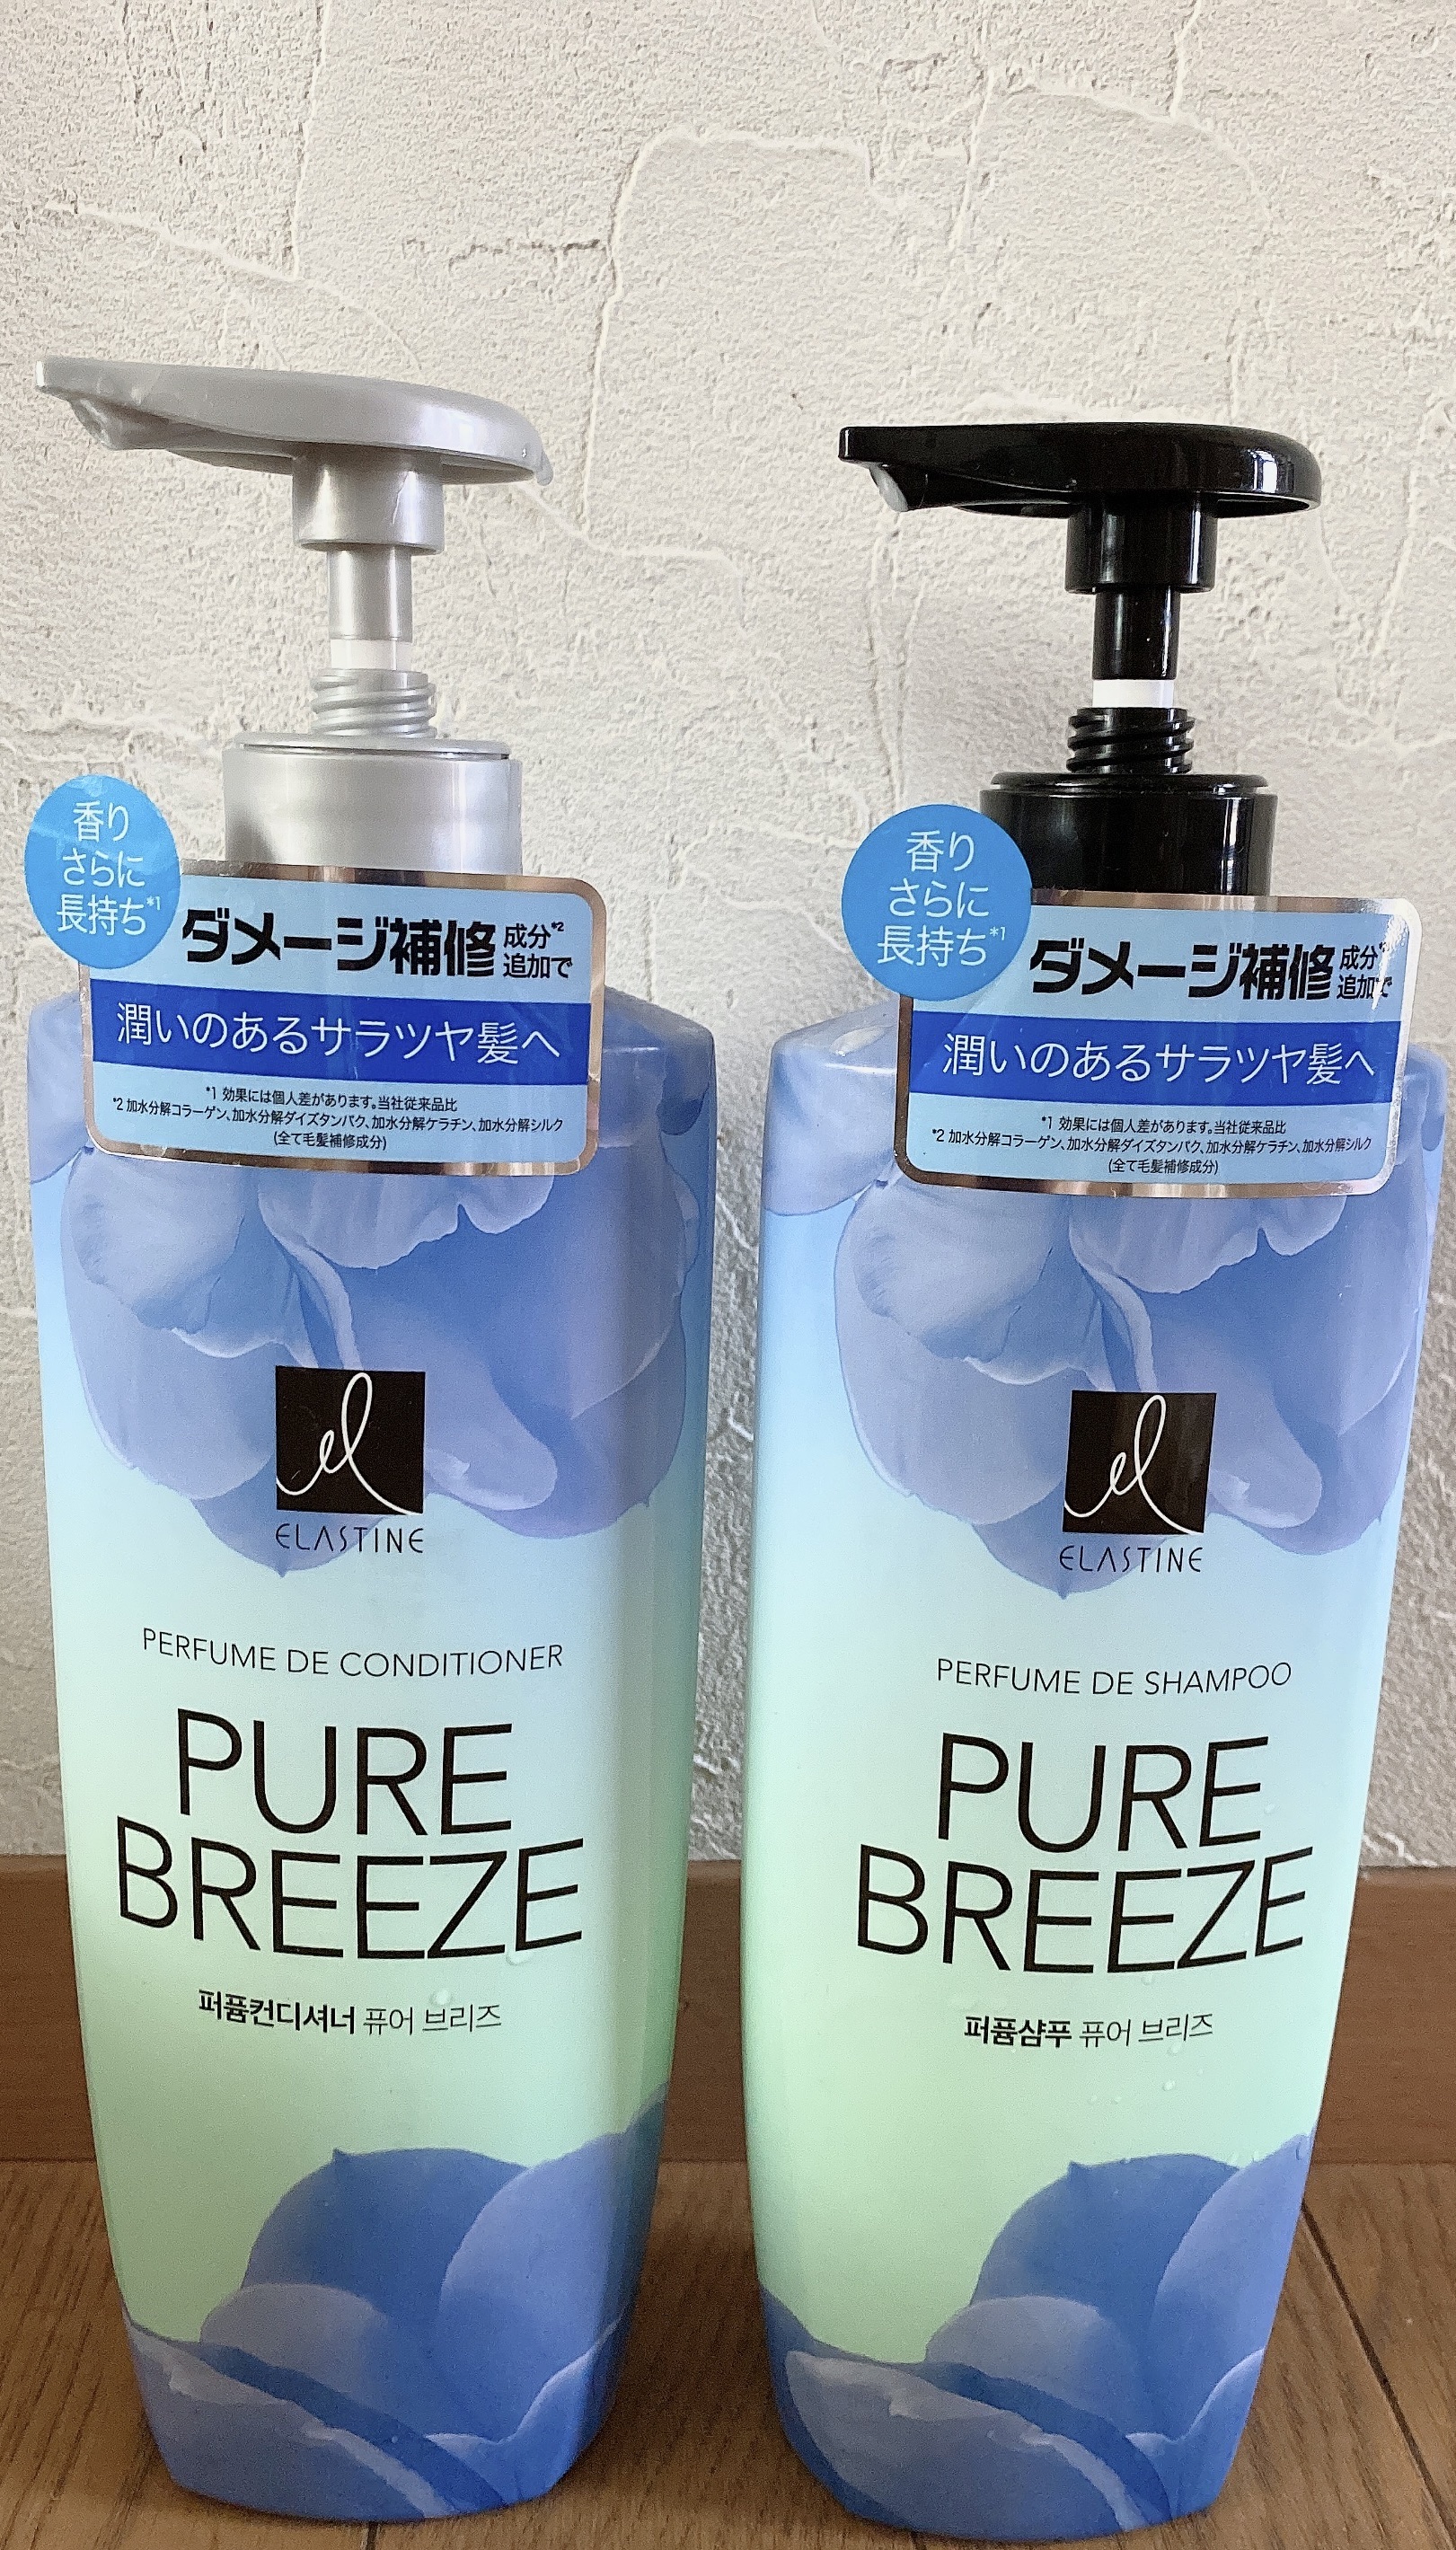 香り
さらに
長持ち*1
ダメージ補修 成分*2
追加で
潤いのあるサラツヤ髪へ
*1 効果には個人差があります。当社従来品比
*2 加水分解コラーゲン、加水分解ダイズタンパク、加水分解ケラチン、加水分解シルク
(全て毛髪補修成分)
el
ELASTINE
PERFUME DE CONDITIONER
PURE
BREEZE
퍼퓸컨디셔너 퓨어 브리즈
香り
さらに
長持ち*1
ダメージ補修 成分*2
追加で
潤いのあるサラツヤ髪へ
*1 効果には個人差があります。当社従来品比
*2 加水分解コラーゲン、加水分解ダイズタンパク、加水分解ケラチン、加水分解シルク
(全て毛髪補修成分)
el
ELASTINE
PERFUME DE SHAMPOO
PURE
BREEZE
퍼퓸샴푸 퓨어 브리즈